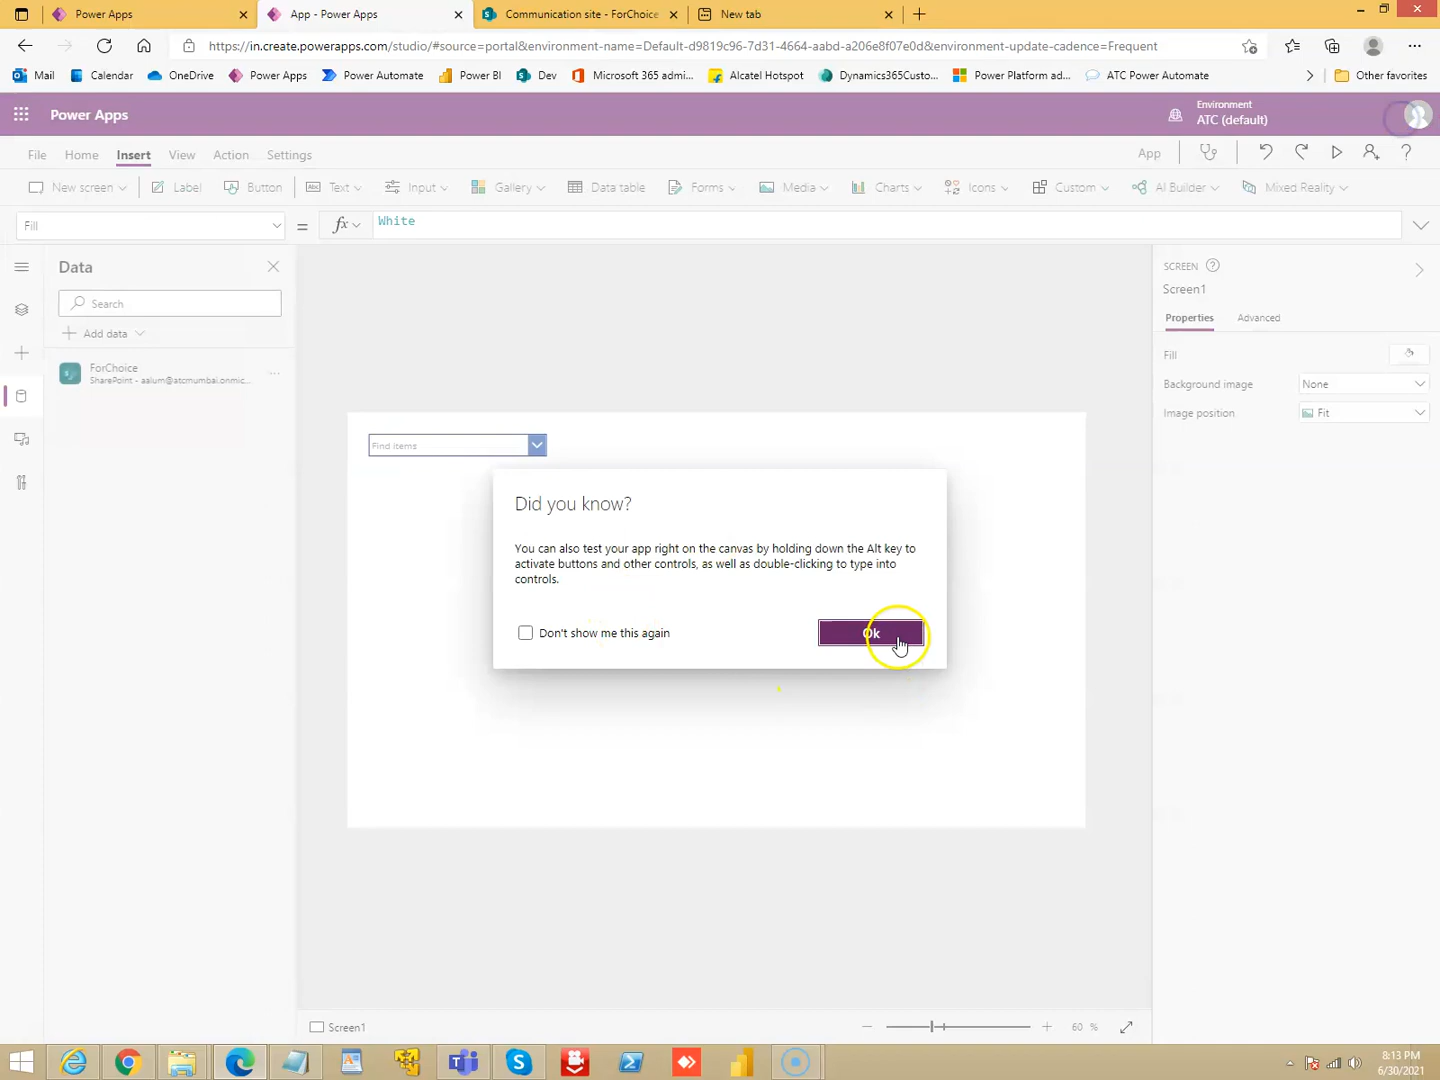 Power Apps
App - Power Apps
Communication site - ForChoice
New tab
https://in.create.powerapps.com/studio/#source=portal&environment-name=Default-d9819c96-7d31-4664-aabd-a206e8f07e0d&environment-update-cadence=Frequent
Mail
Calendar
OneDrive
Power Apps
Power Automate
Power BI
Dev
Microsoft 365 admi...
Alcatel Hotspot
Dynamics365Custo...
Power Platform ad...
ATC Power Automate
Other favorites
Power Apps
Environment
ATC (default)
File
Home
Insert
View
Action
Settings
App
New screen
Label
Button
Text
Input
Gallery
Data table
Forms
Media
Charts
Icons
Custom
AI Builder
Mixed Reality
Fill
=
fx
White
Data
Search
Add data
ForChoice
SharePoint - aalum@atcmumbai.onmic...
SCREEN
Screen1
Properties
Advanced
Fill
Background image
None
Image position
Fit
Find items
Did you know?
You can also test your app right on the canvas by holding down the Alt key to
activate buttons and other controls, as well as double-clicking to type into
controls.
Don't show me this again
Ok
Screen1
60 %
8:13 PM
6/30/2021